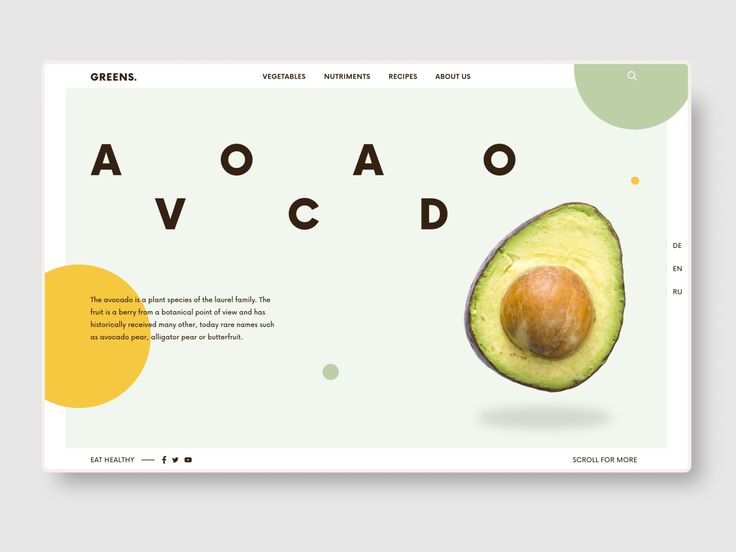 GREENS.
VEGETABLES
NUTRIMENTS
RECIPES
ABOUT US
A O A O
V C D
The avocado is a plant species of the laurel family. The
fruit is a berry from a botanical point of view and has
historically received many other, today rare names such
as avocado pear, alligator pear or butterfruit.
DE
EN
RU
EAT HEALTHY
SCROLL FOR MORE